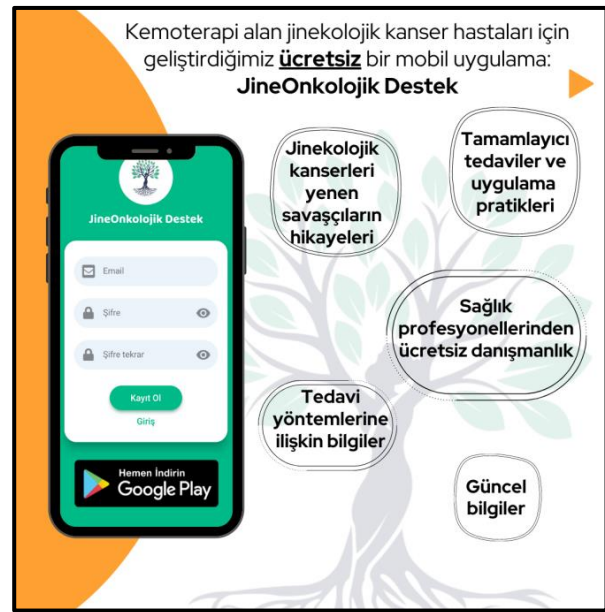 Kemoterapi alan jinekolojik kanser hastaları için
geliştirdiğimiz ücretsiz bir mobil uygulama:
JineOnkolojik Destek
Jinekolojik
kanserleri
yenen
savaşçıların
hikayeleri
Tamamlayıcı
tedaviler ve
uygulama
pratikleri
Sağlık
profesyonellerinden
ücretsiz danışmanlık
Tedavi
yöntemlerine
ilişkin bilgiler
Güncel
bilgiler
JineOnkolojik Destek
Email
Şifre
Şifre tekrar
Kayıt Ol
Giriş
Hemen İndirin
Google Play